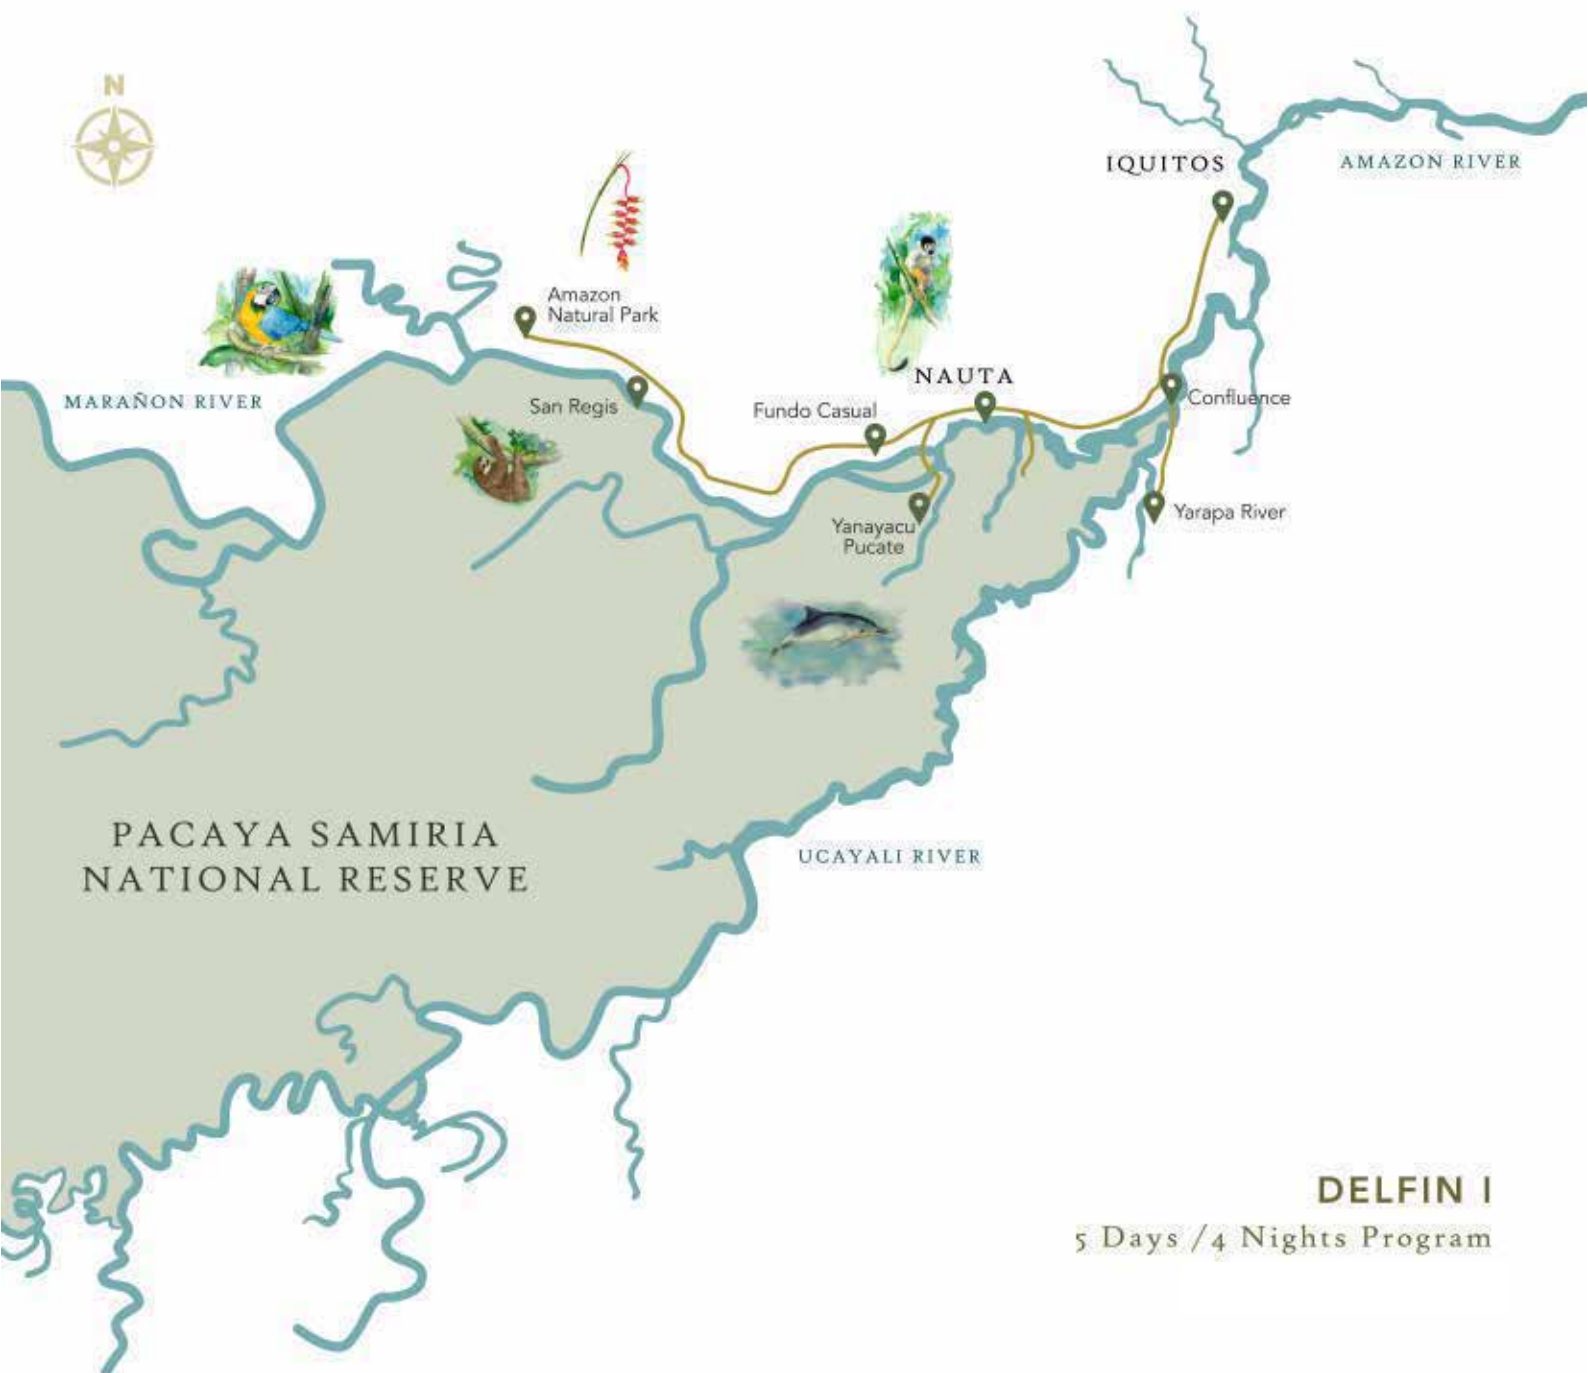 N
IQUITOS
AMAZON RIVER
Amazon
Natural Park
NAUTA
MARAÑON RIVER
San Regis
Fundo Casual
Confluence
Yanayacu
Pucate
Yarapa River
PACAYA SAMIRIA
NATIONAL RESERVE
UCAYALI RIVER
DELFIN I
5 Days /4 Nights Program